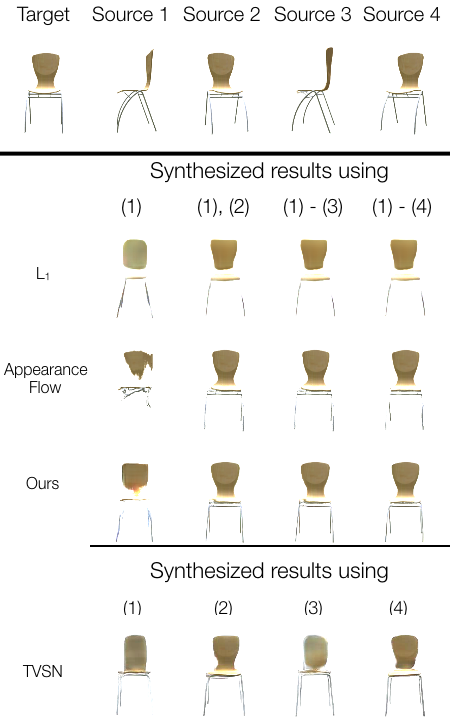 Target Source 1 Source 2 Source 3 Source 4
Synthesized results using
(1) (1), (2) (1) - (3) (1) - (4)
L₁
Appearance
Flow
Ours
Synthesized results using
(1) (2) (3) (4)
TVSN